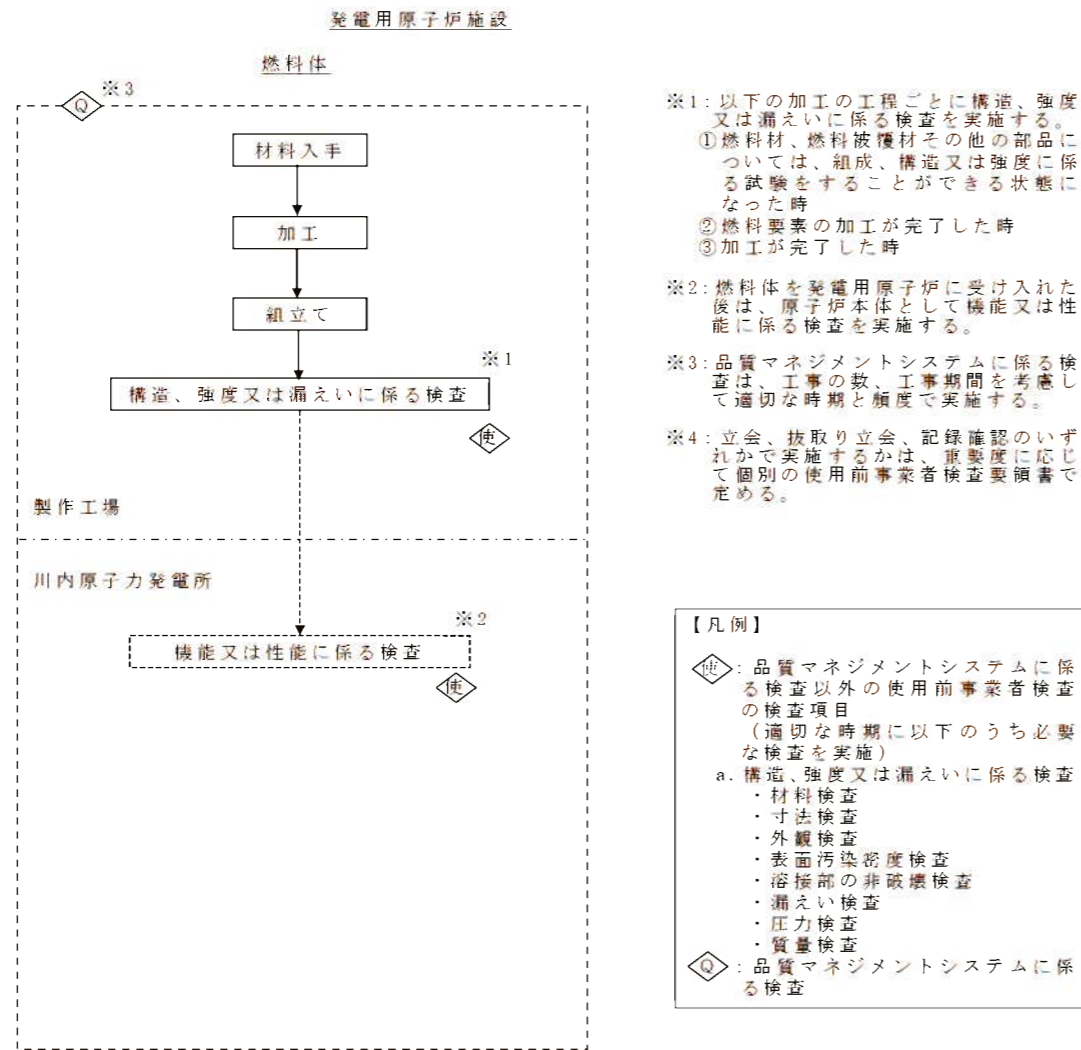 発電用原子炉施設
燃料体
※3
Q
材料入手
加工
組立て
※1
構造、強度又は漏えいに係る検査
使
製作工場
川内原子力発電所
※2
機能又は性能に係る検査
使
※1:以下の加工の工程ごとに構造、強度
又は漏えいに係る検査を実施する。
①燃料材、燃料被覆材その他の部品に
ついては、組成、構造又は強度に係
る試験をすることができる状態に
なった時
②燃料要素の加工が完了した時
③加工が完了した時
※2:燃料体を発電用原子炉に受け入れた
後は、原子炉本体として機能又は性
能に係る検査を実施する。
※3:品質マネジメントシステムに係る検
査は、工事の数、工事期間を考慮し
て適切な時期と頻度で実施する。
※4:立会、抜取り立会、記録確認のいず
れかで実施するかは、重要度に応じ
て個別の使用前事業者検査要領書で
定める。
【凡例】
使:品質マネジメントシステムに係
る検査以外の使用前事業者検査
の検査項目
(適切な時期に以下のうち必要
な検査を実施)
a.構造、強度又は漏えいに係る検査
・材料検査
・寸法検査
・外観検査
・表面汚染密度検査
・溶接部の非破壊検査
・漏えい検査
・圧力検査
・質量検査
Q:品質マネジメントシステムに係
る検査